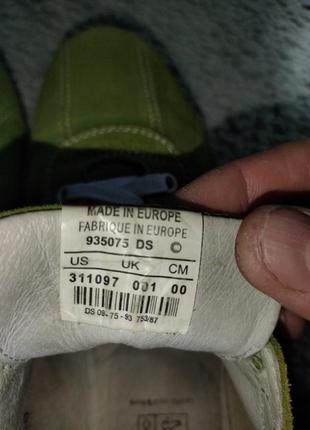 MADE IN EUROPE
FABRIQUE IN EUROPE
935075 DS ©
US UK CM
311097 001 00
DS 08- 75 - 93 753/87